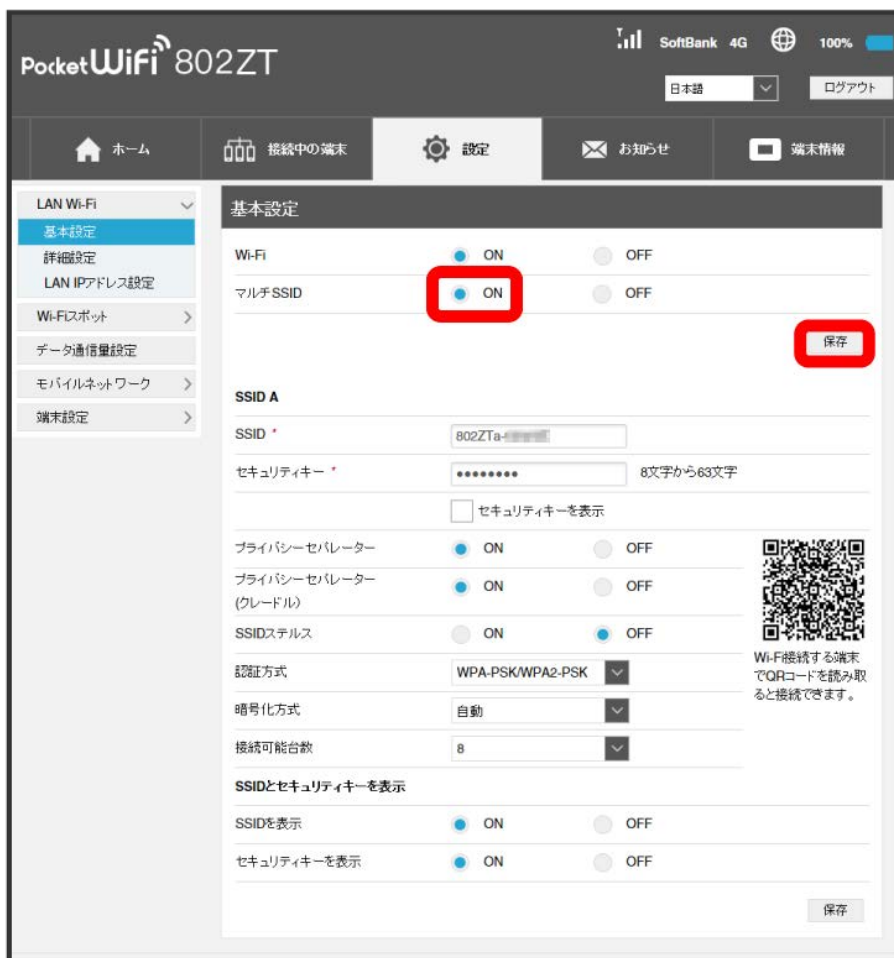 SoftBank 4G 100%
Pocket WiFi 802ZT
日本語 ログアウト
ホーム 接続中の端末 設定 お知らせ 端末情報
LAN Wi-Fi
基本設定
詳細設定
LAN IPアドレス設定
Wi-Fiスポット
データ通信量設定
モバイルネットワーク
端末設定
基本設定
Wi-Fi ON OFF
マルチSSID ON OFF
保存
SSID A
SSID * 802ZTa-
セキュリティキー * •••••••• 8文字から63文字
セキュリティキーを表示
プライバシーセパレーター ON OFF
プライバシーセパレーター
(クレードル) ON OFF
SSIDステルス ON OFF
認証方式 WPA-PSK/WPA2-PSK
暗号化方式 自動
接続可能台数 8
Wi-Fi接続する端末
でQRコードを読み取
ると接続できます。
SSIDとセキュリティキーを表示
SSIDを表示 ON OFF
セキュリティキーを表示 ON OFF
保存